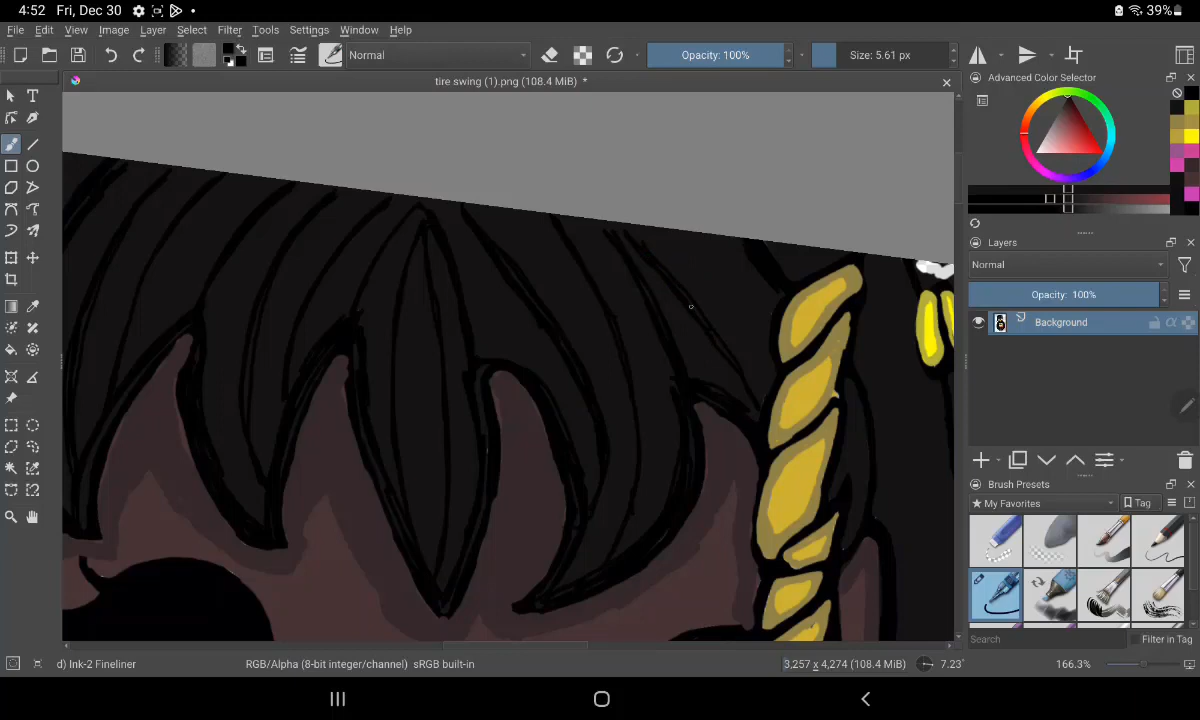 4:52 Fri, Dec 30
39%
File Edit View Image Layer Select Filter Tools Settings Window Help
Normal
Opacity: 100%
Size: 5.61 px
tire swing (1).png (108.4 MiB) *
Advanced Color Selector
Layers
Normal
Opacity: 100%
Background
Brush Presets
My Favorites
Tag
Search
Filter in Tag
d) Ink-2 Fineliner
RGB/Alpha (8-bit integer/channel) sRGB built-in
3,257 x 4,274 (108.4 MiB)
7.23°
166.3%